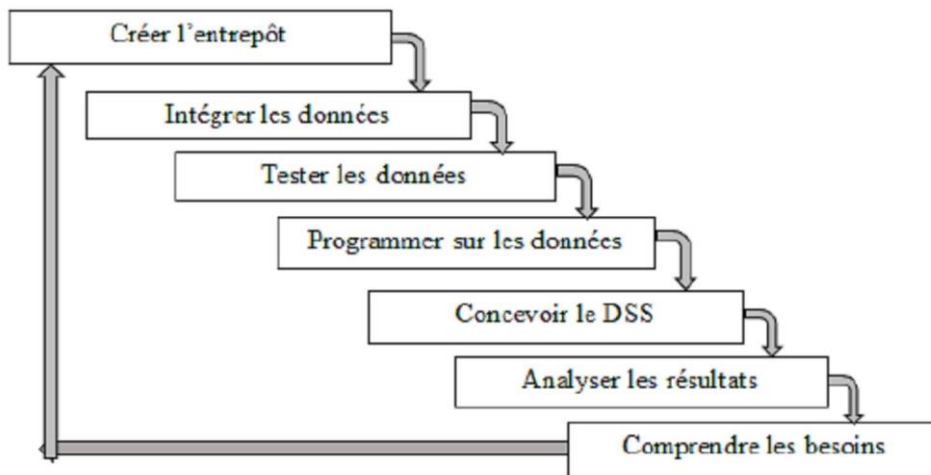 Créer l'entrepôt
Intégrer les données
Tester les données
Programmer sur les données
Concevoir le DSS
Analyser les résultats
Comprendre les besoins